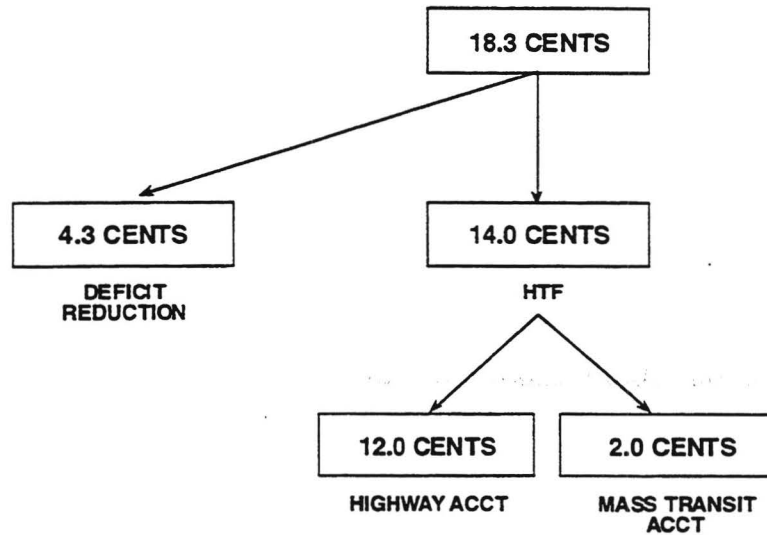 18.3 CENTS
4.3 CENTS
14.0 CENTS
DEFICIT
REDUCTION
HTF
12.0 CENTS
2.0 CENTS
HIGHWAY ACCT
MASS TRANSIT
ACCT